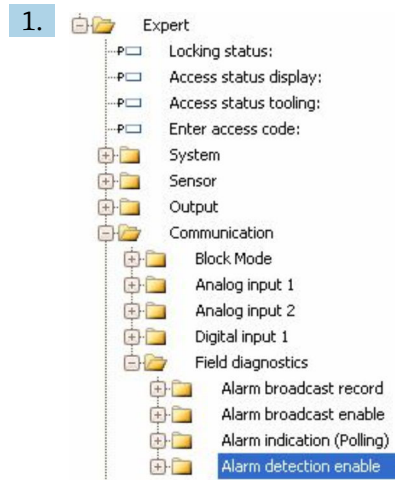 1.
Expert
Locking status:
Access status display:
Access status tooling:
Enter access code:
System
Sensor
Output
Communication
Block Mode
Analog input 1
Analog input 2
Digital input 1
Field diagnostics
Alarm broadcast record
Alarm broadcast enable
Alarm indication (Polling)
Alarm detection enable